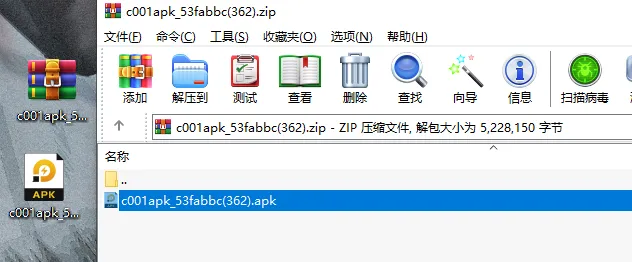 c001apk_53fabbc(362).zip
文件(F) 命令(C) 工具(S) 收藏夹(O) 选项(N) 帮助(H)
添加 解压到 测试 查看 删除 查找 向导 信息 扫描病毒
c001apk_53fabbc(362).zip - ZIP 压缩文件, 解包大小为 5,228,150 字节
名称
..
c001apk_53fabbc(362).apk
c001apk_5...
APK
c001apk_5...